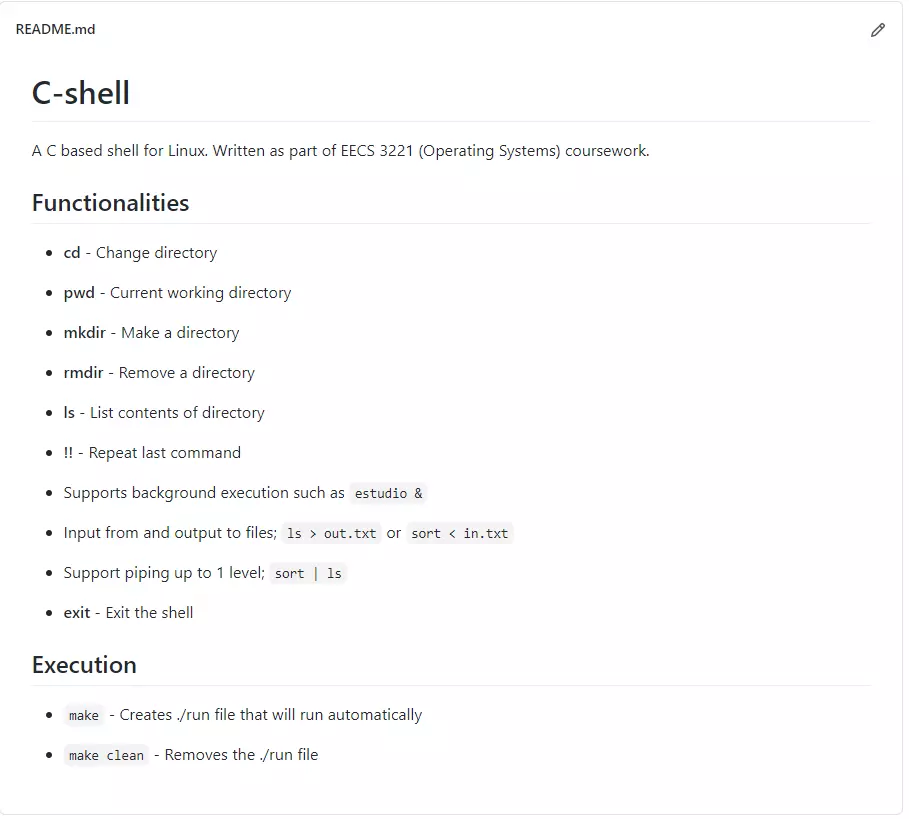 README.md
C-shell
A C based shell for Linux. Written as part of EECS 3221 (Operating Systems) coursework.
Functionalities
cd - Change directory
pwd - Current working directory
mkdir - Make a directory
rmdir - Remove a directory
ls - List contents of directory
!! - Repeat last command
Supports background execution such as estudio &
Input from and output to files; ls > out.txt or sort < in.txt
Support piping up to 1 level; sort | ls
exit - Exit the shell
Execution
make - Creates ./run file that will run automatically
make clean - Removes the ./run file